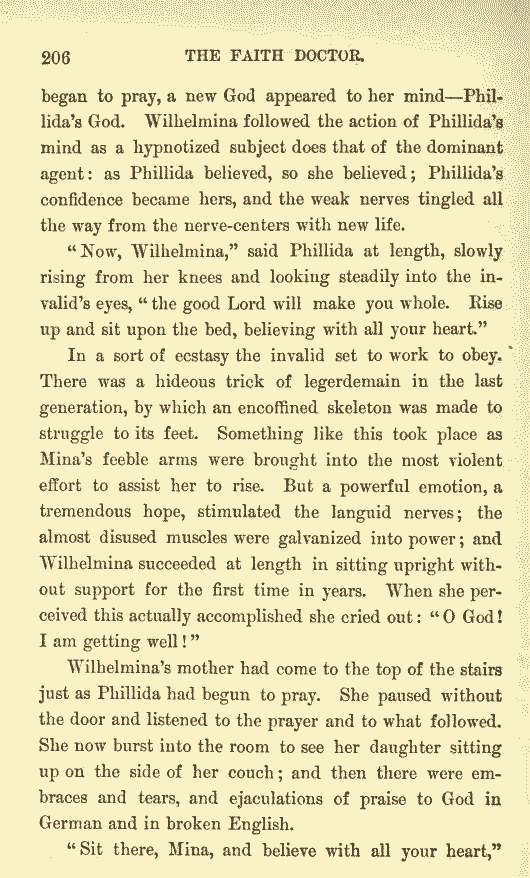 206 THE FAITH DOCTOR.
began to pray, a new God appeared to her mind—Phil-
lida's God. Wilhelmina followed the action of Phillida's
mind as a hypnotized subject does that of the dominant
agent: as Phillida believed, so she believed; Phillida's
confidence became hers, and the weak nerves tingled all
the way from the nerve-centers with new life.
"Now, Wilhelmina," said Phillida at length, slowly
rising from her knees and looking steadily into the in-
valid's eyes, "the good Lord will make you whole. Rise
up and sit upon the bed, believing with all your heart."
In a sort of ecstasy the invalid set to work to obey.
There was a hideous trick of legerdemain in the last
generation, by which an encoffined skeleton was made to
struggle to its feet. Something like this took place as
Mina's feeble arms were brought into the most violent
effort to assist her to rise. But a powerful emotion, a
tremendous hope, stimulated the languid nerves; the
almost disused muscles were galvanized into power; and
Wilhelmina succeeded at length in sitting upright with-
out support for the first time in years. When she per-
ceived this actually accomplished she cried out: "O God!
I am getting well!"
Wilhelmina's mother had come to the top of the stairs
just as Phillida had begun to pray. She paused without
the door and listened to the prayer and to what followed.
She now burst into the room to see her daughter sitting
up on the side of her couch; and then there were em-
braces and tears, and ejaculations of praise to God in
German and in broken English.
"Sit there, Mina, and believe with all your heart,"